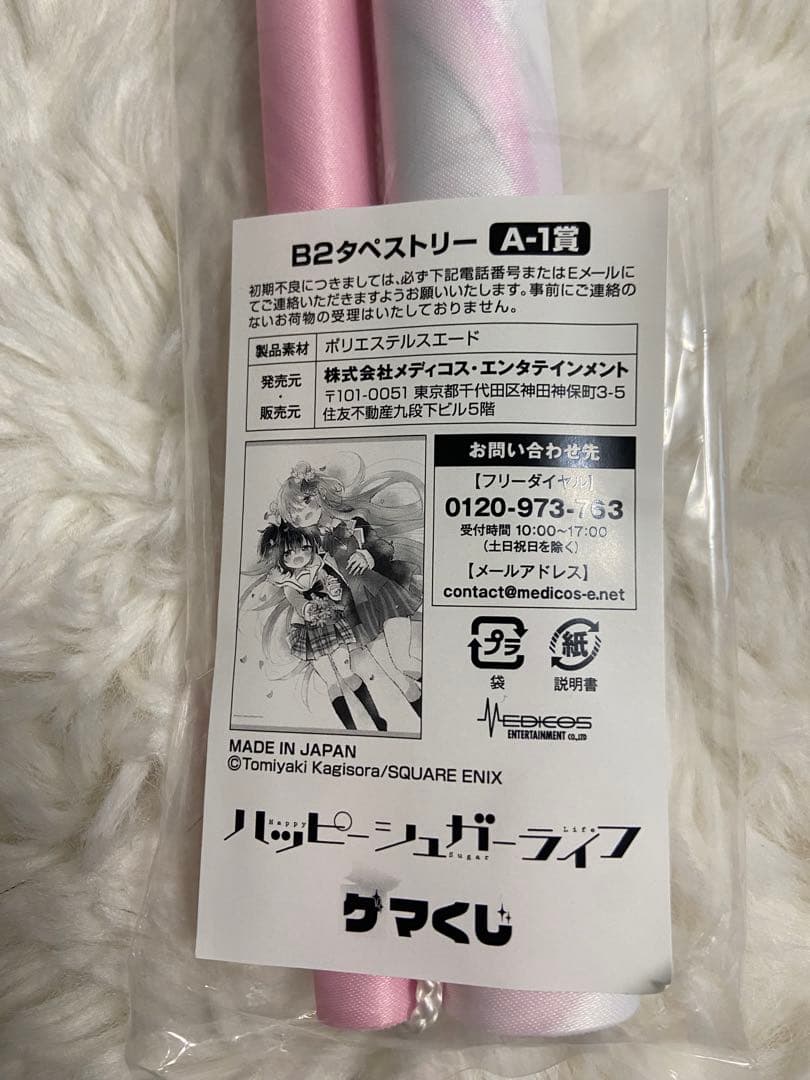 B2タペストリー A-1賞
初期不良につきましては、必ず下記電話番号またはEメールに
てご連絡いただきますようお願いいたします。事前にご連絡の
ないお荷物の受理はいたしておりません。
製品素材 ポリエステルスエード
発売元・販売元 株式会社メディコス・エンタテインメント
〒101-0051 東京都千代田区神田神保町3-5
住友不動産九段下ビル5階
お問い合わせ先
【フリーダイヤル】
0120-973-763
受付時間 10:00~17:00
(土日祝日を除く)
【メールアドレス】
contact@medicos-e.net
プラ 紙
袋 説明書
MEDICOS
ENTERTAINMENT CO.,LTD
MADE IN JAPAN
©Tomiyaki Kagisora/SQUARE ENIX
ハッピーシュガーライフ
Happy Sugar Life
ゲマくじ